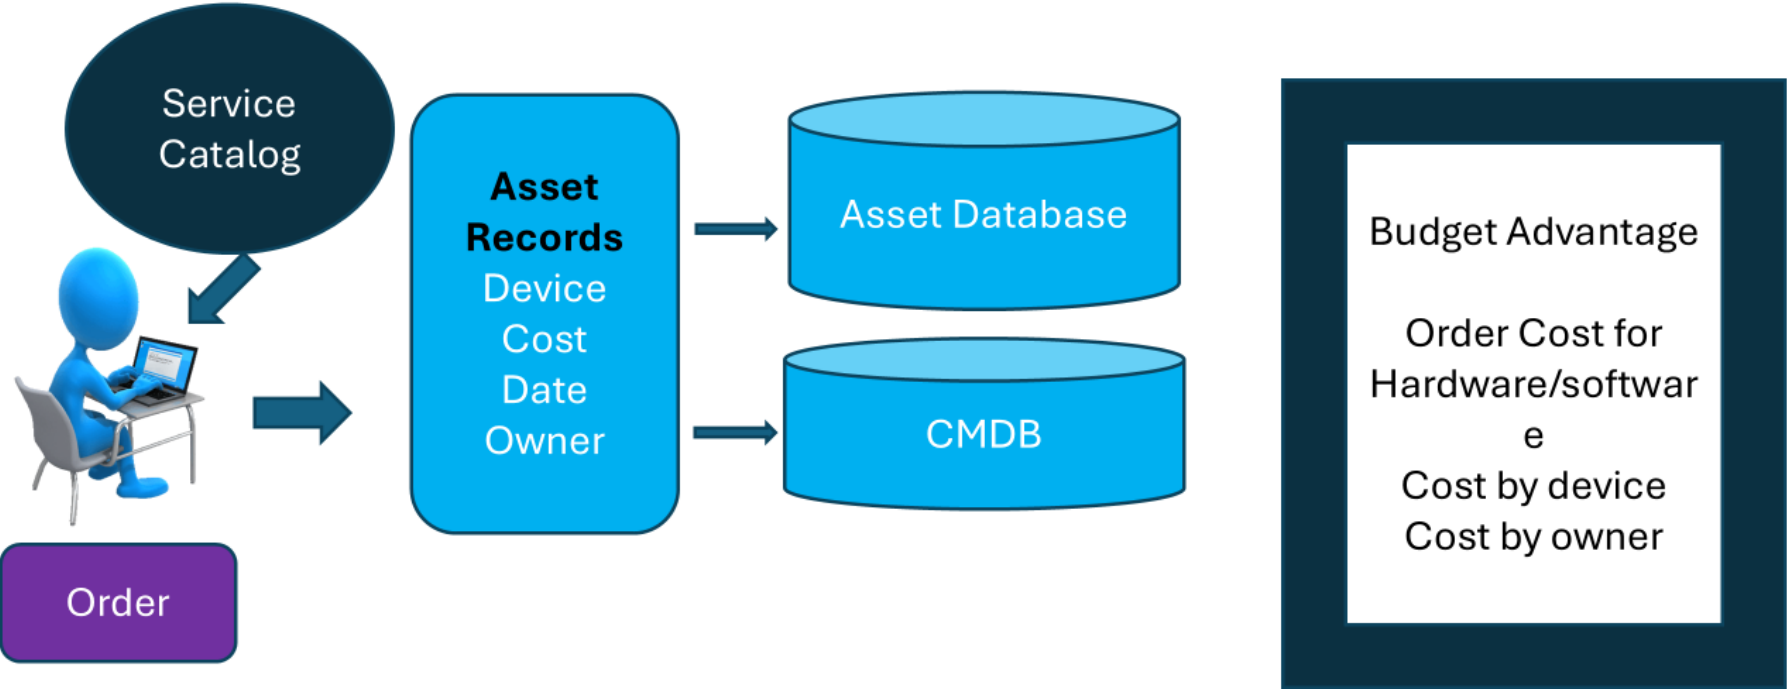 Service
Catalog
Asset
Records
Device
Cost
Date
Owner
Asset Database
CMDB
Order
Budget Advantage
Order Cost for
Hardware/softwar
e
Cost by device
Cost by owner